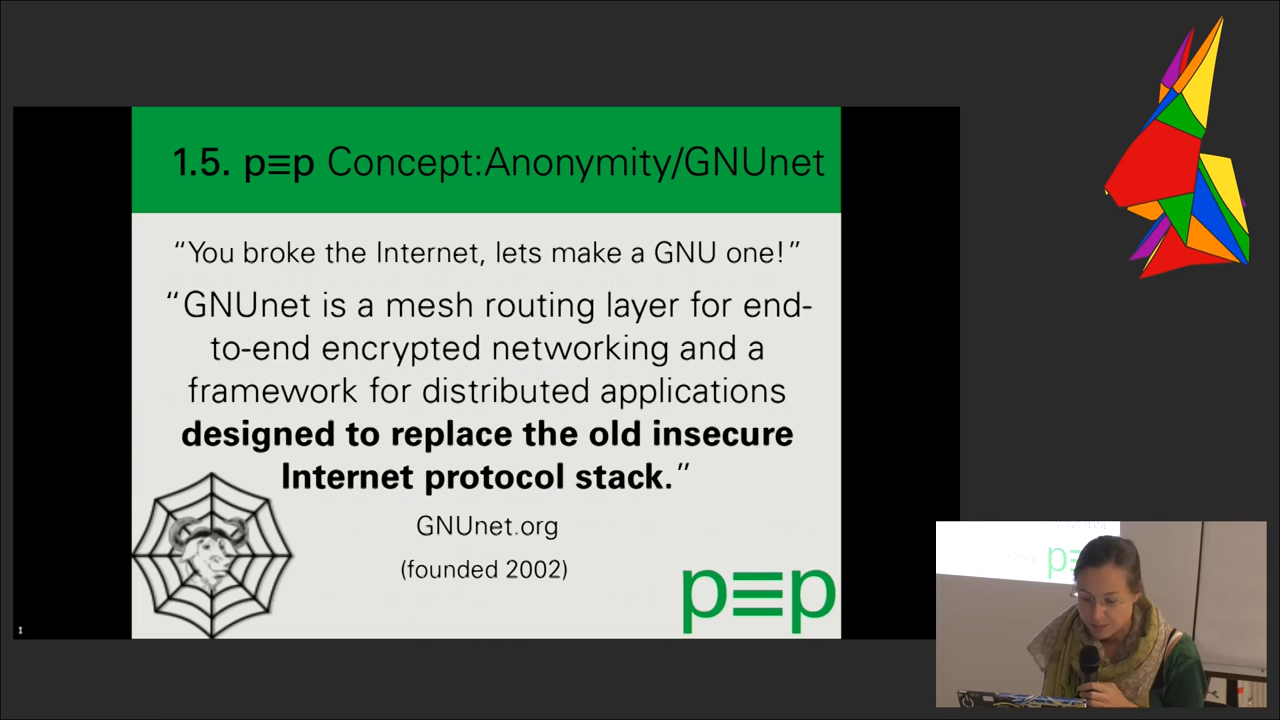 1.5. p≡p Concept:Anonymity/GNUnet
“You broke the Internet, lets make a GNU one!”
“GNUnet is a mesh routing layer for end-
to-end encrypted networking and a
framework for distributed applications
designed to replace the old insecure
Internet protocol stack.”
GNUnet.org
(founded 2002)
p≡p